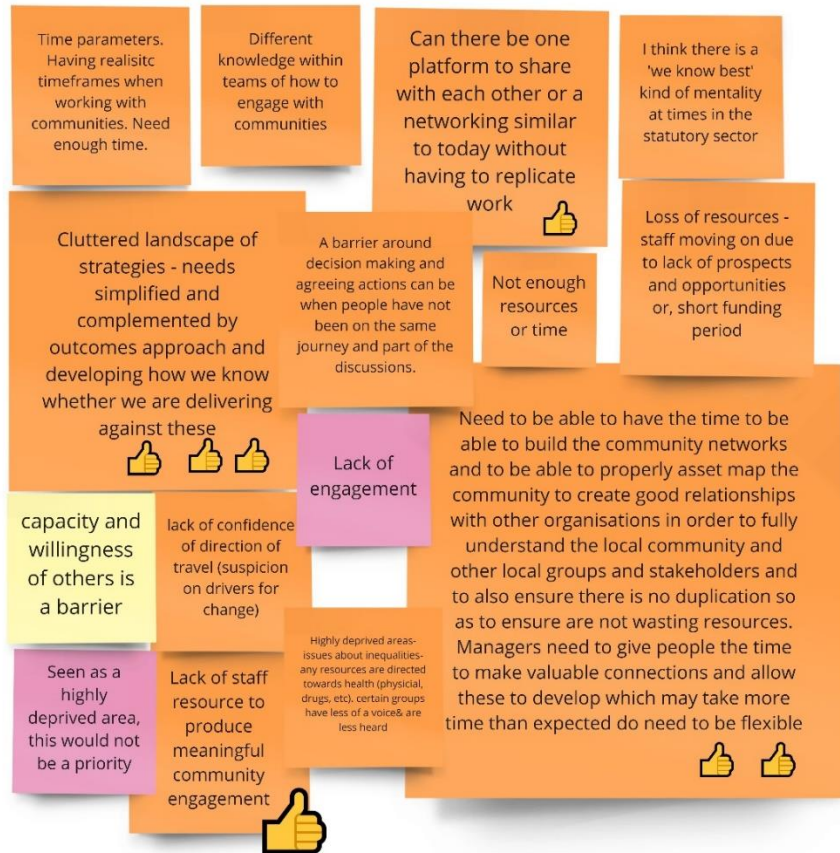 Time parameters.
Having realisitc
timeframes when
working with
communities. Need
enough time.
Different
knowledge within
teams of how to
engage with
communities
Can there be one
platform to share
with each other or a
networking similar
to today without
having to replicate
work
I think there is a
'we know best'
kind of mentality
at times in the
statutory sector
Cluttered landscape of
strategies - needs
simplified and
complemented by
outcomes approach and
developing how we know
whether we are delivering
against these
A barrier around
decision making and
agreeing actions can be
when people have not
been on the same
journey and part of the
discussions.
Not enough
resources
or time
Loss of resources -
staff moving on due
to lack of prospects
and opportunities
or, short funding
period
Lack of
engagement
Need to be able to have the time to be
able to build the community networks
and to be able to properly asset map the
community to create good relationships
with other organisations in order to fully
understand the local community and
other local groups and stakeholders and
to also ensure there is no duplication so
as to ensure are not wasting resources.
Managers need to give people the time
to make valuable connections and allow
these to develop which may take more
time than expected do need to be flexible
capacity and
willingness
of others is
a barrier
lack of confidence
of direction of
travel (suspicion
on drivers for
change)
Highly deprived areas-
issues about inequalities-
any resources are directed
towards health (physicial,
drugs, etc). certain groups
have less of a voice& are
less heard
Seen as a
highly
deprived area,
this would not
be a priority
Lack of staff
resource to
produce
meaningful
community
engagement